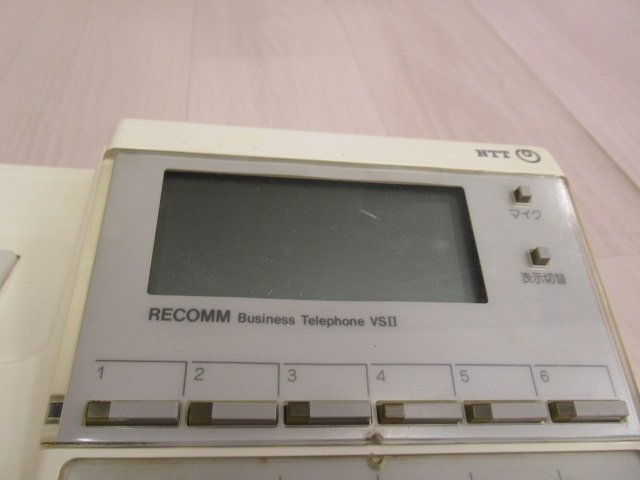 NTT
マイク
表示切替
RECOMM Business Telephone VSII
1 2 3 4 5 6